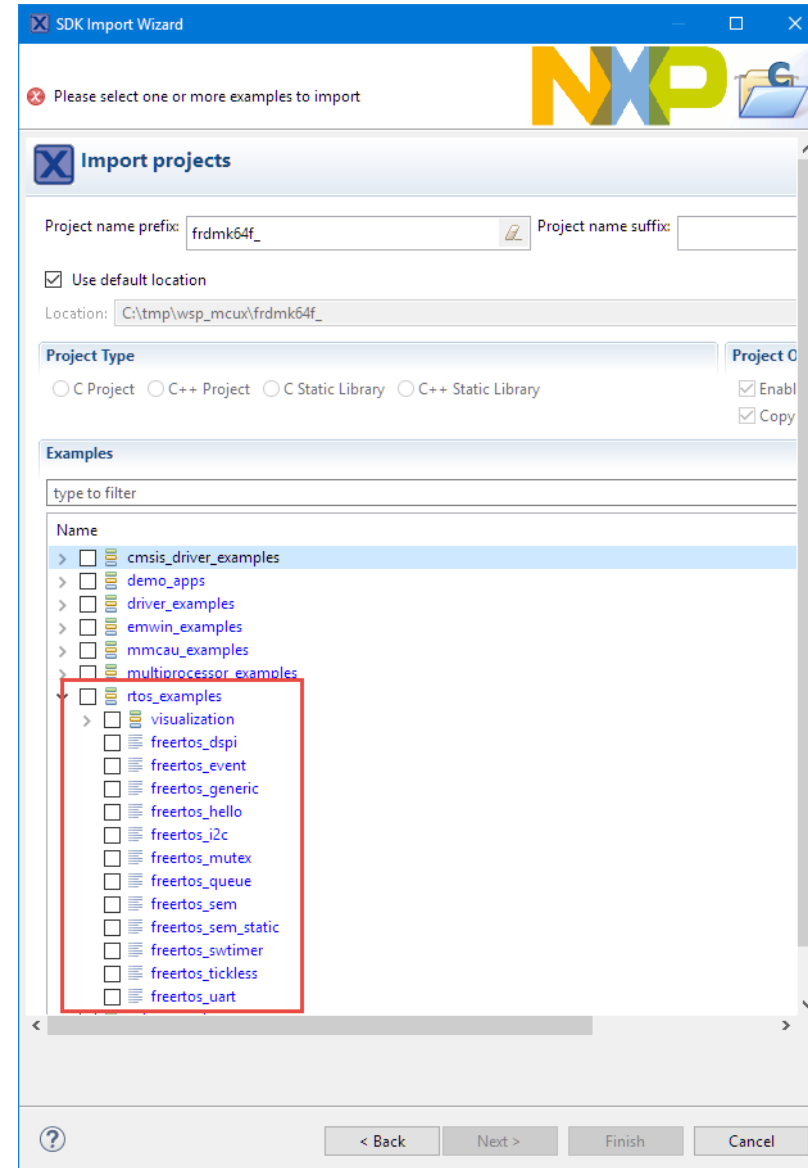 SDK Import Wizard
Please select one or more examples to import
NXP
Import projects
Project name prefix: frdmk64f_ Project name suffix:
Use default location
Location: C:\tmp\wsp_mcux\frdmk64f_
Project Type Project O
C Project C++ Project C Static Library C++ Static Library Enabl
Copy
Examples
type to filter
Name
cmsis_driver_examples
demo_apps
driver_examples
emwin_examples
mmcau_examples
multiprocessor_examples
rtos_examples
visualization
freertos_dspi
freertos_event
freertos_generic
freertos_hello
freertos_i2c
freertos_mutex
freertos_queue
freertos_sem
freertos_sem_static
freertos_swtimer
freertos_tickless
freertos_uart
< Back Next > Finish Cancel